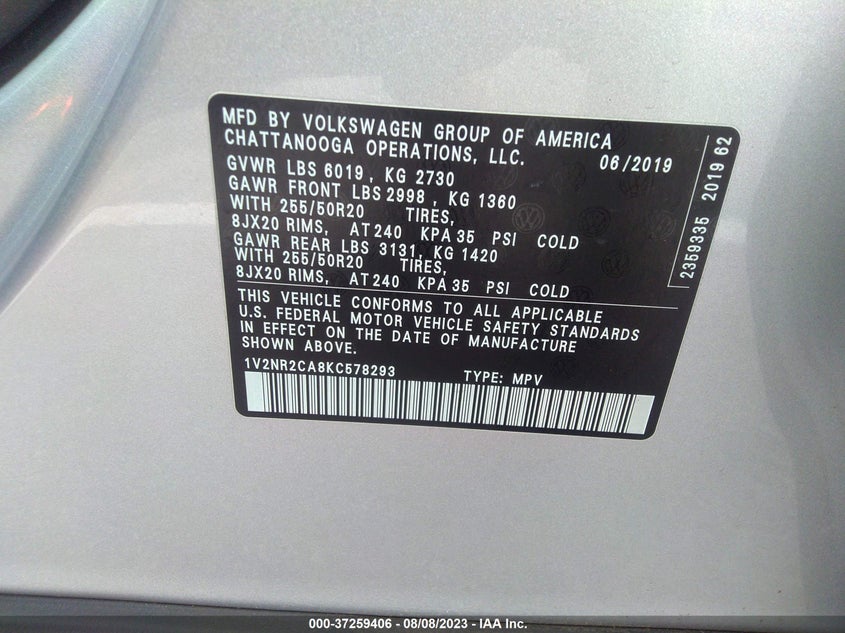 MFD BY VOLKSWAGEN GROUP OF AMERICA
CHATTANOOGA OPERATIONS, LLC. 06/2019
GVWR LBS 6019, KG 2730
GAWR FRONT LBS 2998, KG 1360
WITH 255/50R20 TIRES,
8JX20 RIMS, AT 240 KPA 35 PSI COLD
GAWR REAR LBS 3131, KG 1420
WITH 255/50R20 TIRES,
8JX20 RIMS, AT 240 KPA 35 PSI COLD
THIS VEHICLE CONFORMS TO ALL APPLICABLE
U.S. FEDERAL MOTOR VEHICLE SAFETY STANDARDS
IN EFFECT ON THE DATE OF MANUFACTURE
SHOWN ABOVE.
1V2NR2CA8KC578293 TYPE: MPV
2359335 2019 62
000-37259406 - 08/08/2023 - IAA Inc.